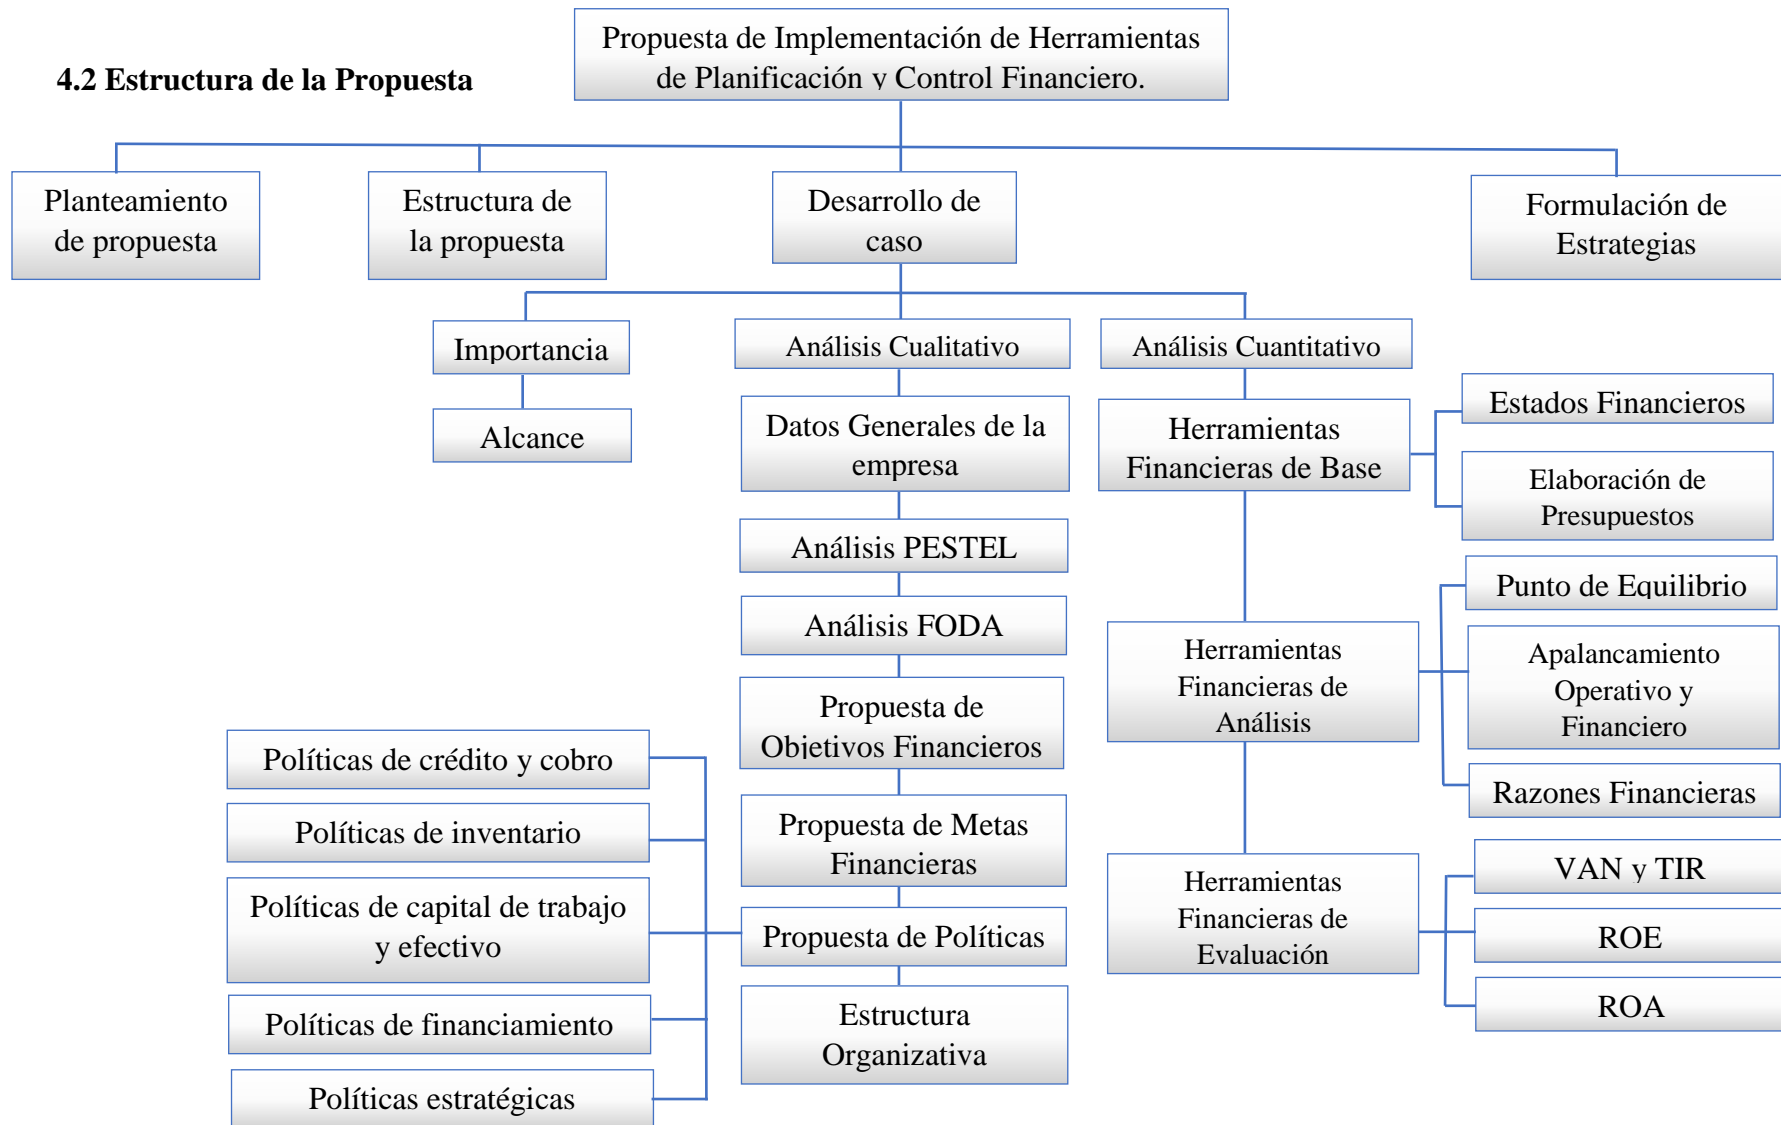 Propuesta de Implementación de Herramientas
de Planificación y Control Financiero.
4.2 Estructura de la Propuesta
Planteamiento
de propuesta
Estructura de
la propuesta
Desarrollo de
caso
Formulación de
Estrategias
Importancia
Alcance
Análisis Cualitativo
Datos Generales de la
empresa
Análisis PESTEL
Análisis FODA
Propuesta de
Objetivos Financieros
Propuesta de Metas
Financieras
Propuesta de Políticas
Estructura
Organizativa
Políticas de crédito y cobro
Políticas de inventario
Políticas de capital de trabajo
y efectivo
Políticas de financiamiento
Políticas estratégicas
Análisis Cuantitativo
Herramientas
Financieras de Base
Estados Financieros
Elaboración de
Presupuestos
Herramientas
Financieras de
Análisis
Punto de Equilibrio
Apalancamiento
Operativo y
Financiero
Razones Financieras
Herramientas
Financieras de
Evaluación
VAN y TIR
ROE
ROA